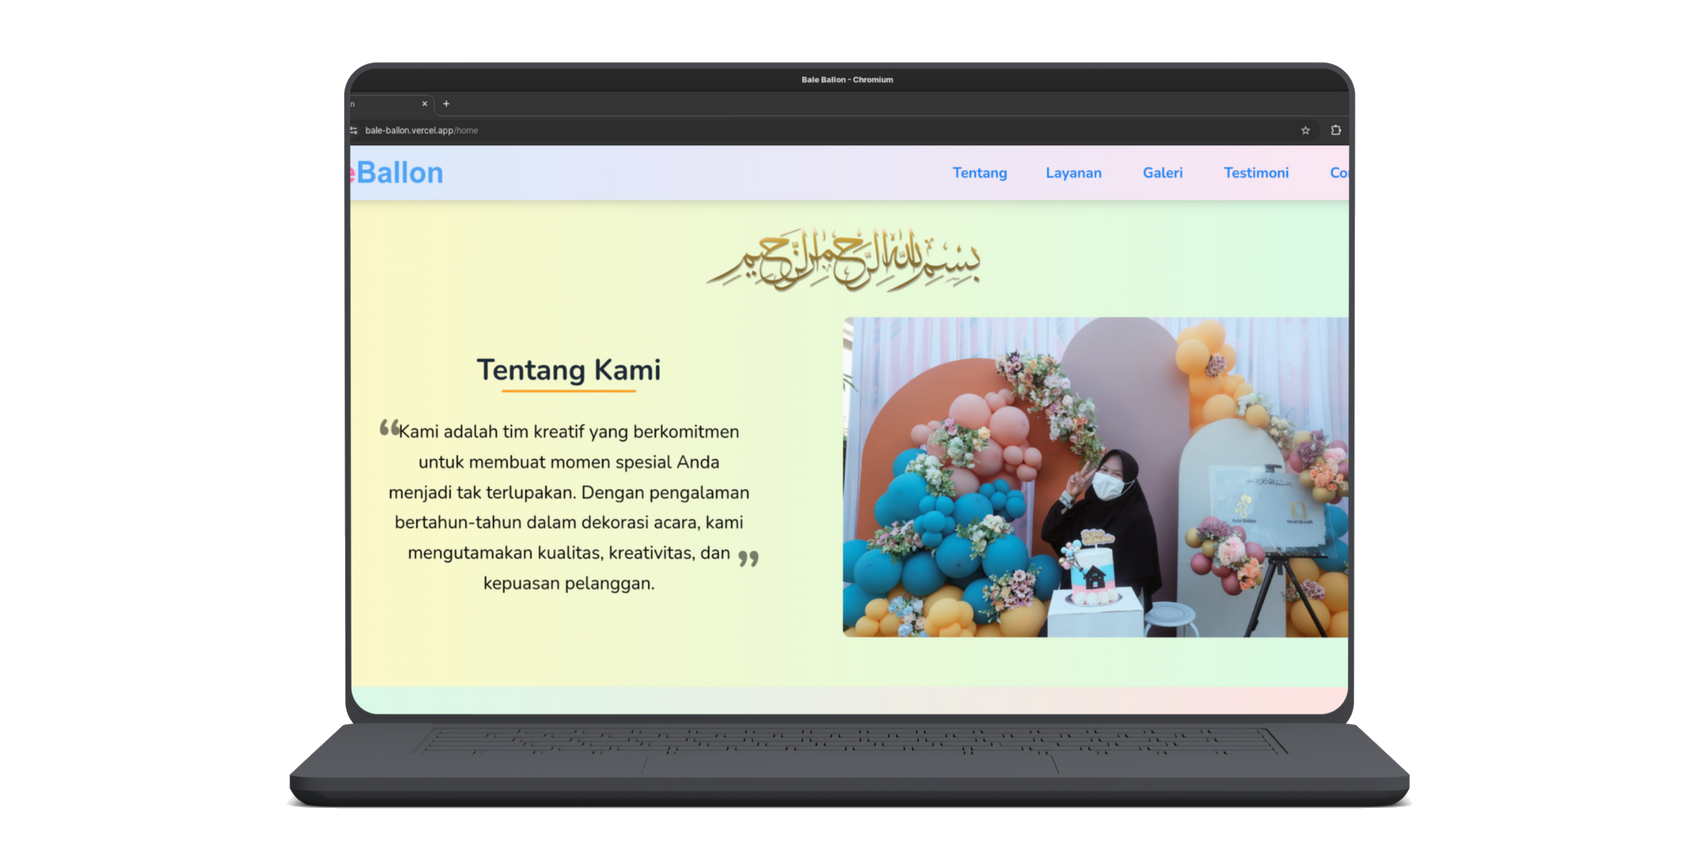 Bale Ballon - Chromium
n
bale-ballon.vercel.app/home
eBallon
Tentang Layanan Galeri Testimoni Co
بسم الله الرحمن الرحيم
Tentang Kami
“Kami adalah tim kreatif yang berkomitmen
untuk membuat momen spesial Anda
menjadi tak terlupakan. Dengan pengalaman
bertahun-tahun dalam dekorasi acara, kami
mengutamakan kualitas, kreativitas, dan ”
kepuasan pelanggan.
Bale Ballon